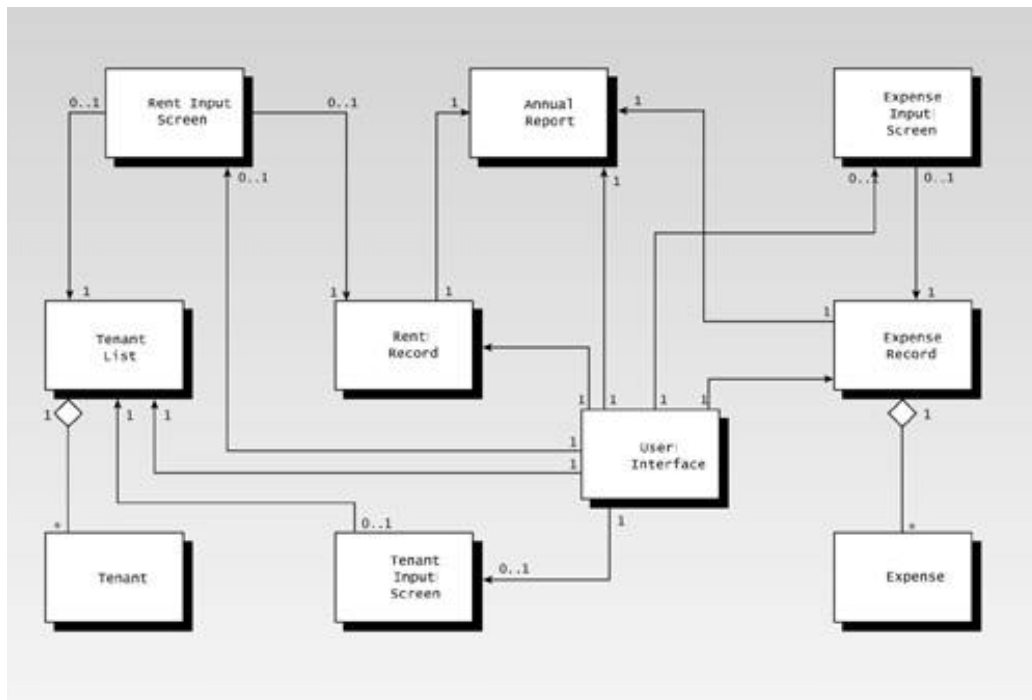 Rent Input
Screen
Annual
Report
Expense
Input
Screen
0..1
0..1
1
1
0..1
1
0..1
0..1
1
1
1
1
1
Tenant
List
Rent
Record
Expense
Record
1
1
1
1
1
1
1
1
1
1
User
Interface
1
*
0..1
1
*
Tenant
Tenant
Input
Screen
0..1
Expense